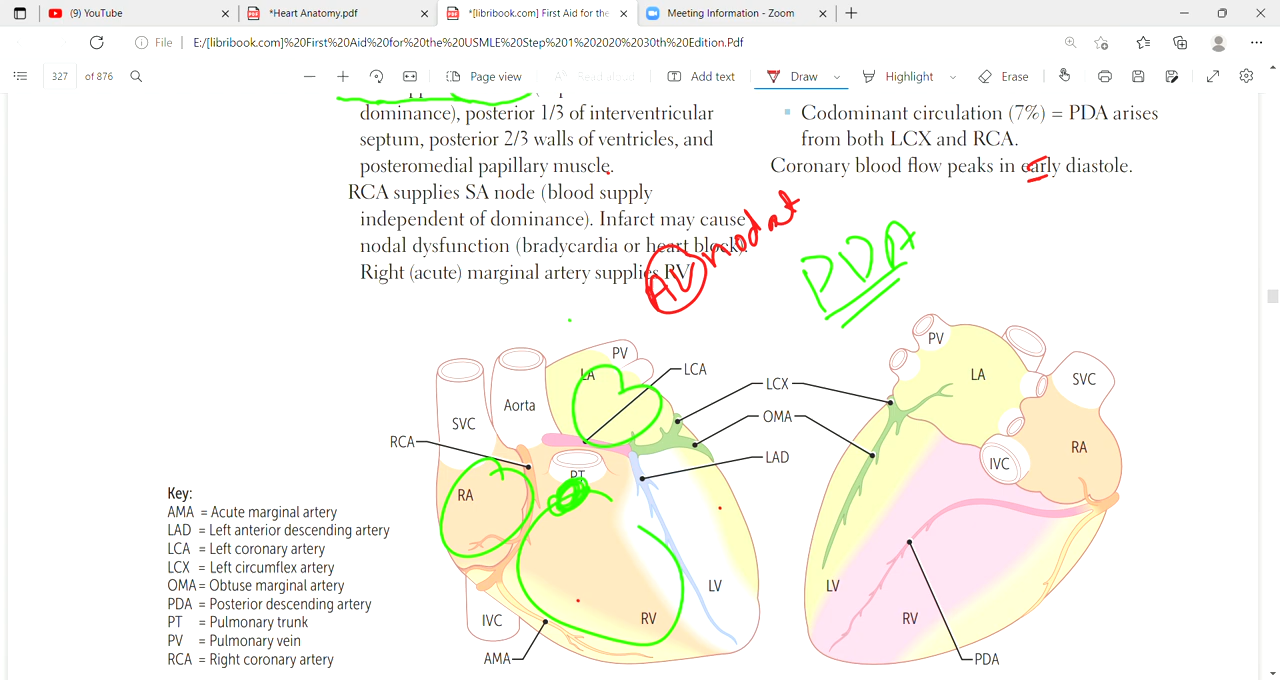 (9) YouTube
*Heart Anatomy.pdf
*[libribook.com] First Aid for the
Meeting Information - Zoom
File
E:/[libribook.com]%20First%20Aid%20for%20the%20USMLE%20Step%201%202020%2030th%20Edition.Pdf
327 of 876
Page view
Read aloud
Add text
Draw
Highlight
Erase
dominance), posterior 1/3 of interventricular
septum, posterior 2/3 walls of ventricles, and
posteromedial papillary muscle.
RCA supplies SA node (blood supply
independent of dominance). Infarct may cause
nodal dysfunction (bradycardia or heart block).
Right (acute) marginal artery supplies RV
Codominant circulation (7%) = PDA arises
from both LCX and RCA.
Coronary blood flow peaks in early diastole.
AV nodal
PDA
PV
LA
LCA
Aorta
SVC
RCA
RA
PT
LCX
OMA
LAD
LV
RV
IVC
AMA
PV
LA
SVC
IVC
RA
LV
RV
PDA
Key:
AMA = Acute marginal artery
LAD = Left anterior descending artery
LCA = Left coronary artery
LCX = Left circumflex artery
OMA = Obtuse marginal artery
PDA = Posterior descending artery
PT = Pulmonary trunk
PV = Pulmonary vein
RCA = Right coronary artery